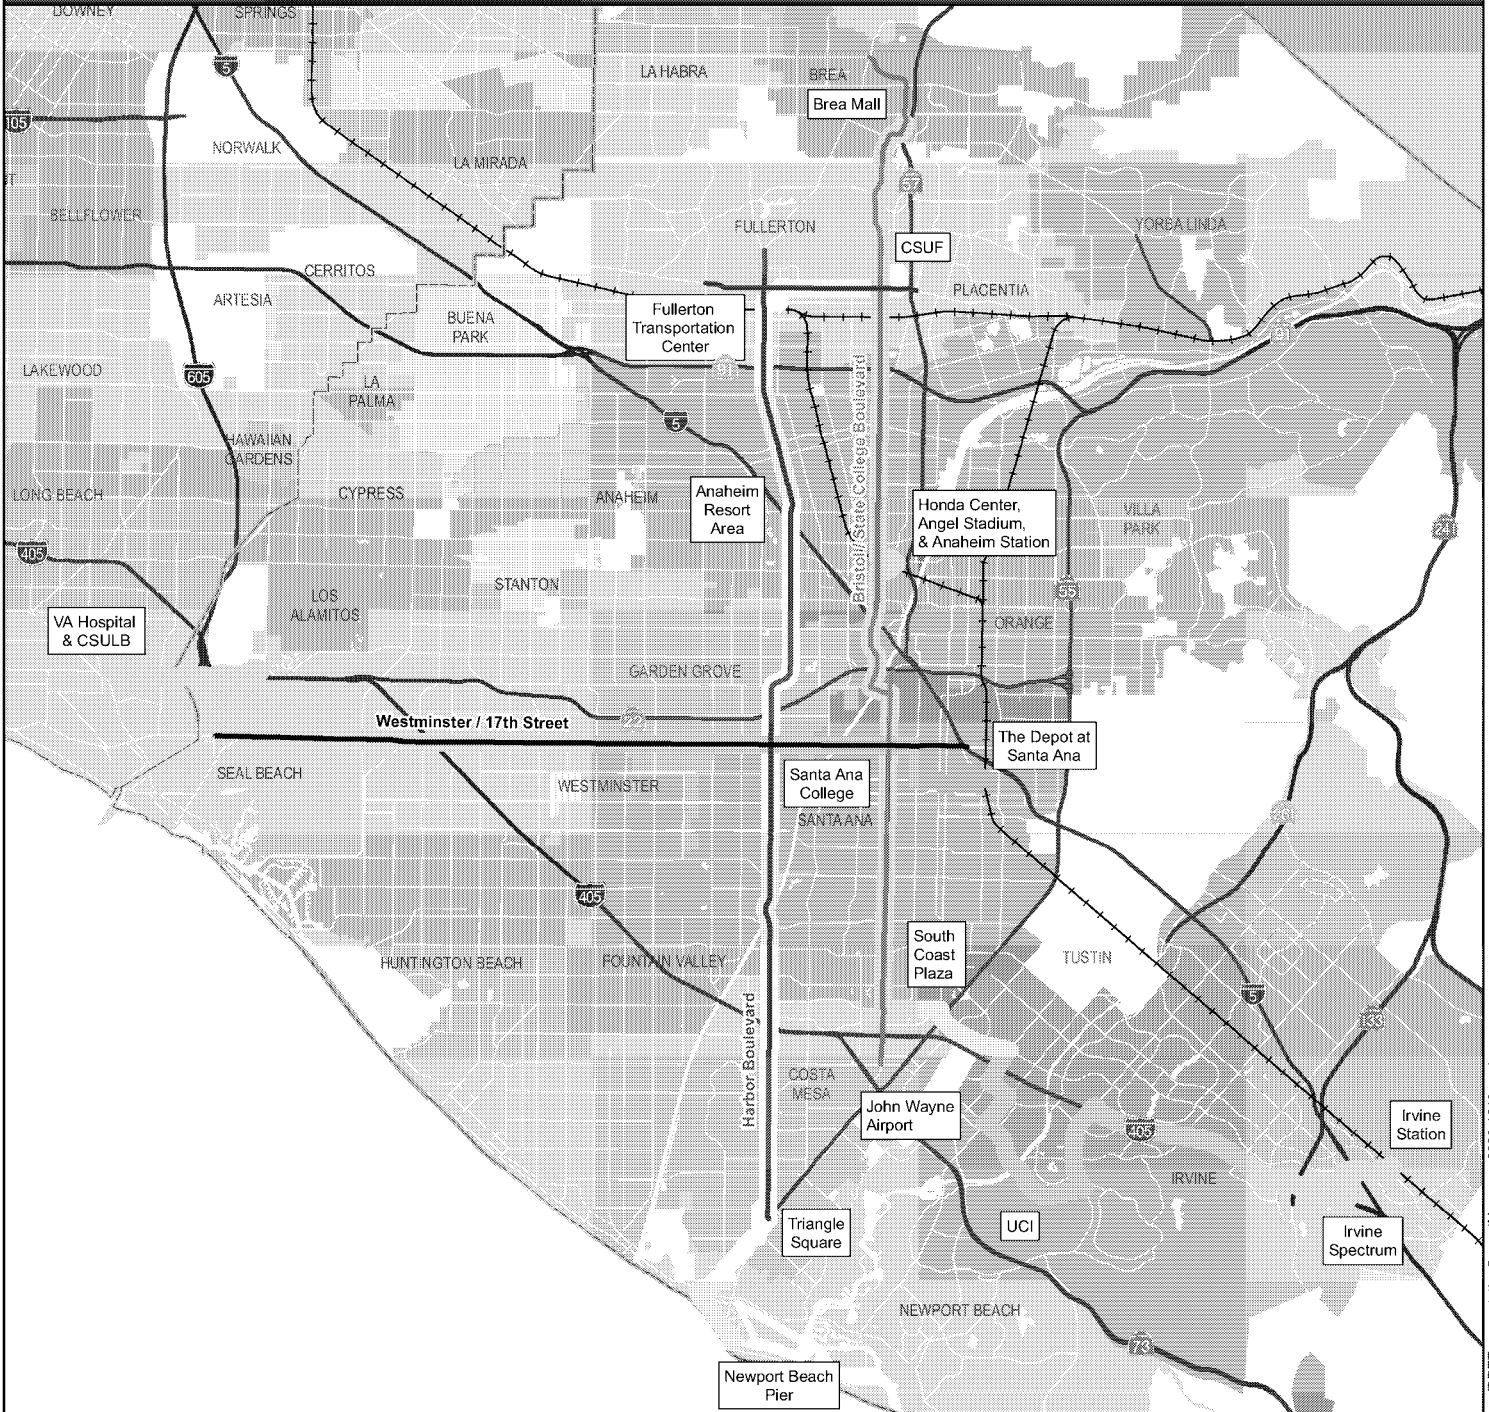 DOWNEY
SPRINGS
5
LA HABRA
BREA
Brea Mall
105
NORWALK
LA MIRADA
57
BELLFLOWER
FULLERTON
YORBA LINDA
CSUF
CERRITOS
ARTESIA
PLACENTIA
BUENA
PARK
Fullerton
Transportation
Center
91
91
LAKEWOOD
605
LA
PALMA
5
HAWAIIAN
GARDENS
Bristol / State College Boulevard
LONG BEACH
CYPRESS
ANAHEIM
Anaheim
Resort
Area
Honda Center,
Angel Stadium,
& Anaheim Station
VILLA
PARK
241
405
STANTON
55
LOS
ALAMITOS
VA Hospital
& CSULB
ORANGE
GARDEN GROVE
22
Westminster / 17th Street
The Depot at
Santa Ana
SEAL BEACH
WESTMINSTER
Santa Ana
College
SANTA ANA
261
405
South
Coast
Plaza
TUSTIN
HUNTINGTON BEACH
FOUNTAIN VALLEY
5
133
Harbor Boulevard
COSTA
MESA
John Wayne
Airport
405
Irvine
Station
IRVINE
Triangle
Square
UCI
Irvine
Spectrum
NEWPORT BEACH
73
Newport Beach
Pier